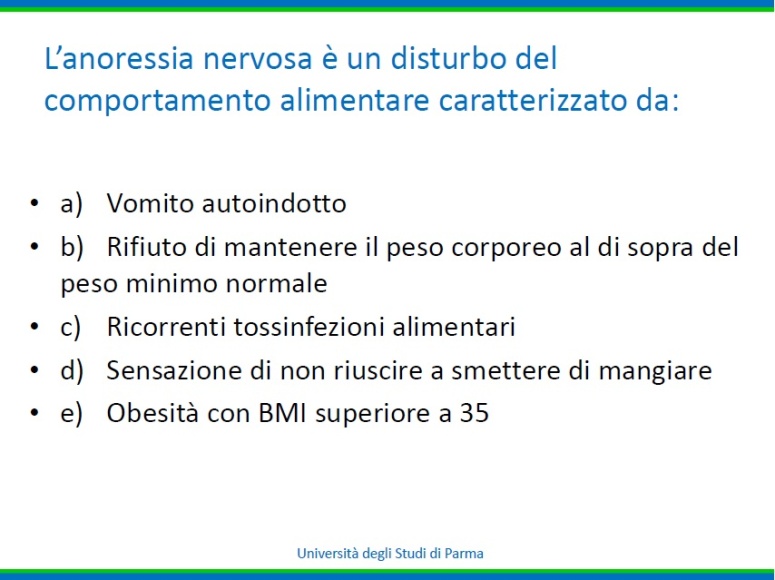 L’anoressia nervosa è un disturbo del
comportamento alimentare caratterizzato da:
• a) Vomito autoindotto
• b) Rifiuto di mantenere il peso corporeo al di sopra del
peso minimo normale
• c) Ricorrenti tossinfezioni alimentari
• d) Sensazione di non riuscire a smettere di mangiare
• e) Obesità con BMI superiore a 35
Università degli Studi di Parma